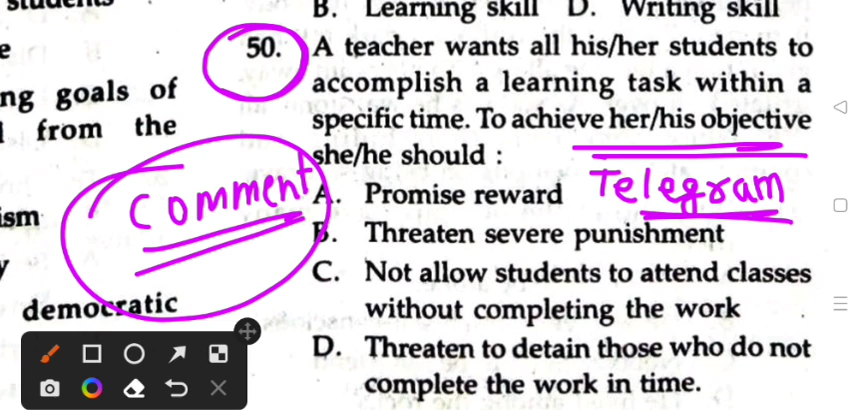 B. Learning skill D. Writing skill
50. A teacher wants all his/her students to
accomplish a learning task within a
specific time. To achieve her/his objective
she/he should :
A. Promise reward
B. Threaten severe punishment
C. Not allow students to attend classes
without completing the work
D. Threaten to detain those who do not
complete the work in time.
Telegram
Comment
students
e
ng goals of
from the
ism
y
democratic